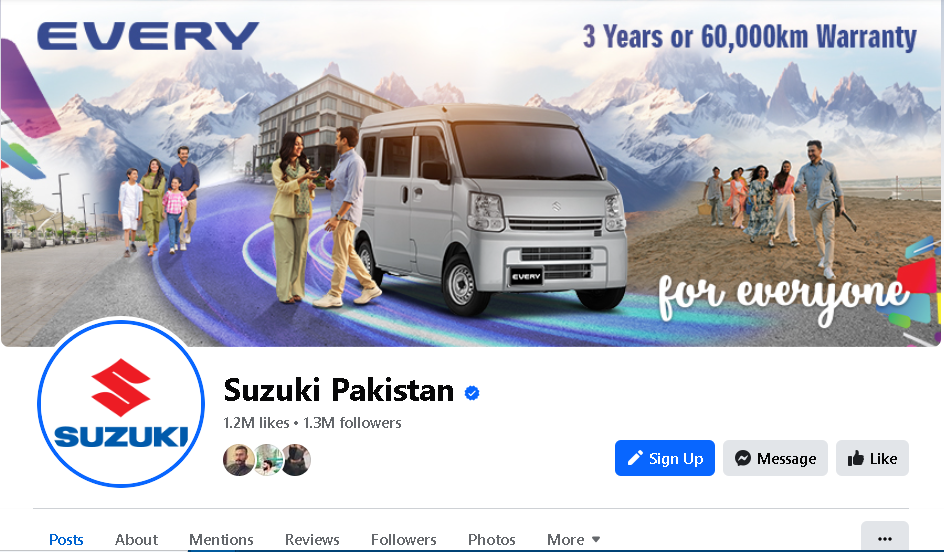 EVERY
3 Years or 60,000km Warranty
EVERY
for everyone
SUZUKI
Suzuki Pakistan
1.2M likes • 1.3M followers
Sign Up
Message
Like
Posts
About
Mentions
Reviews
Followers
Photos
More